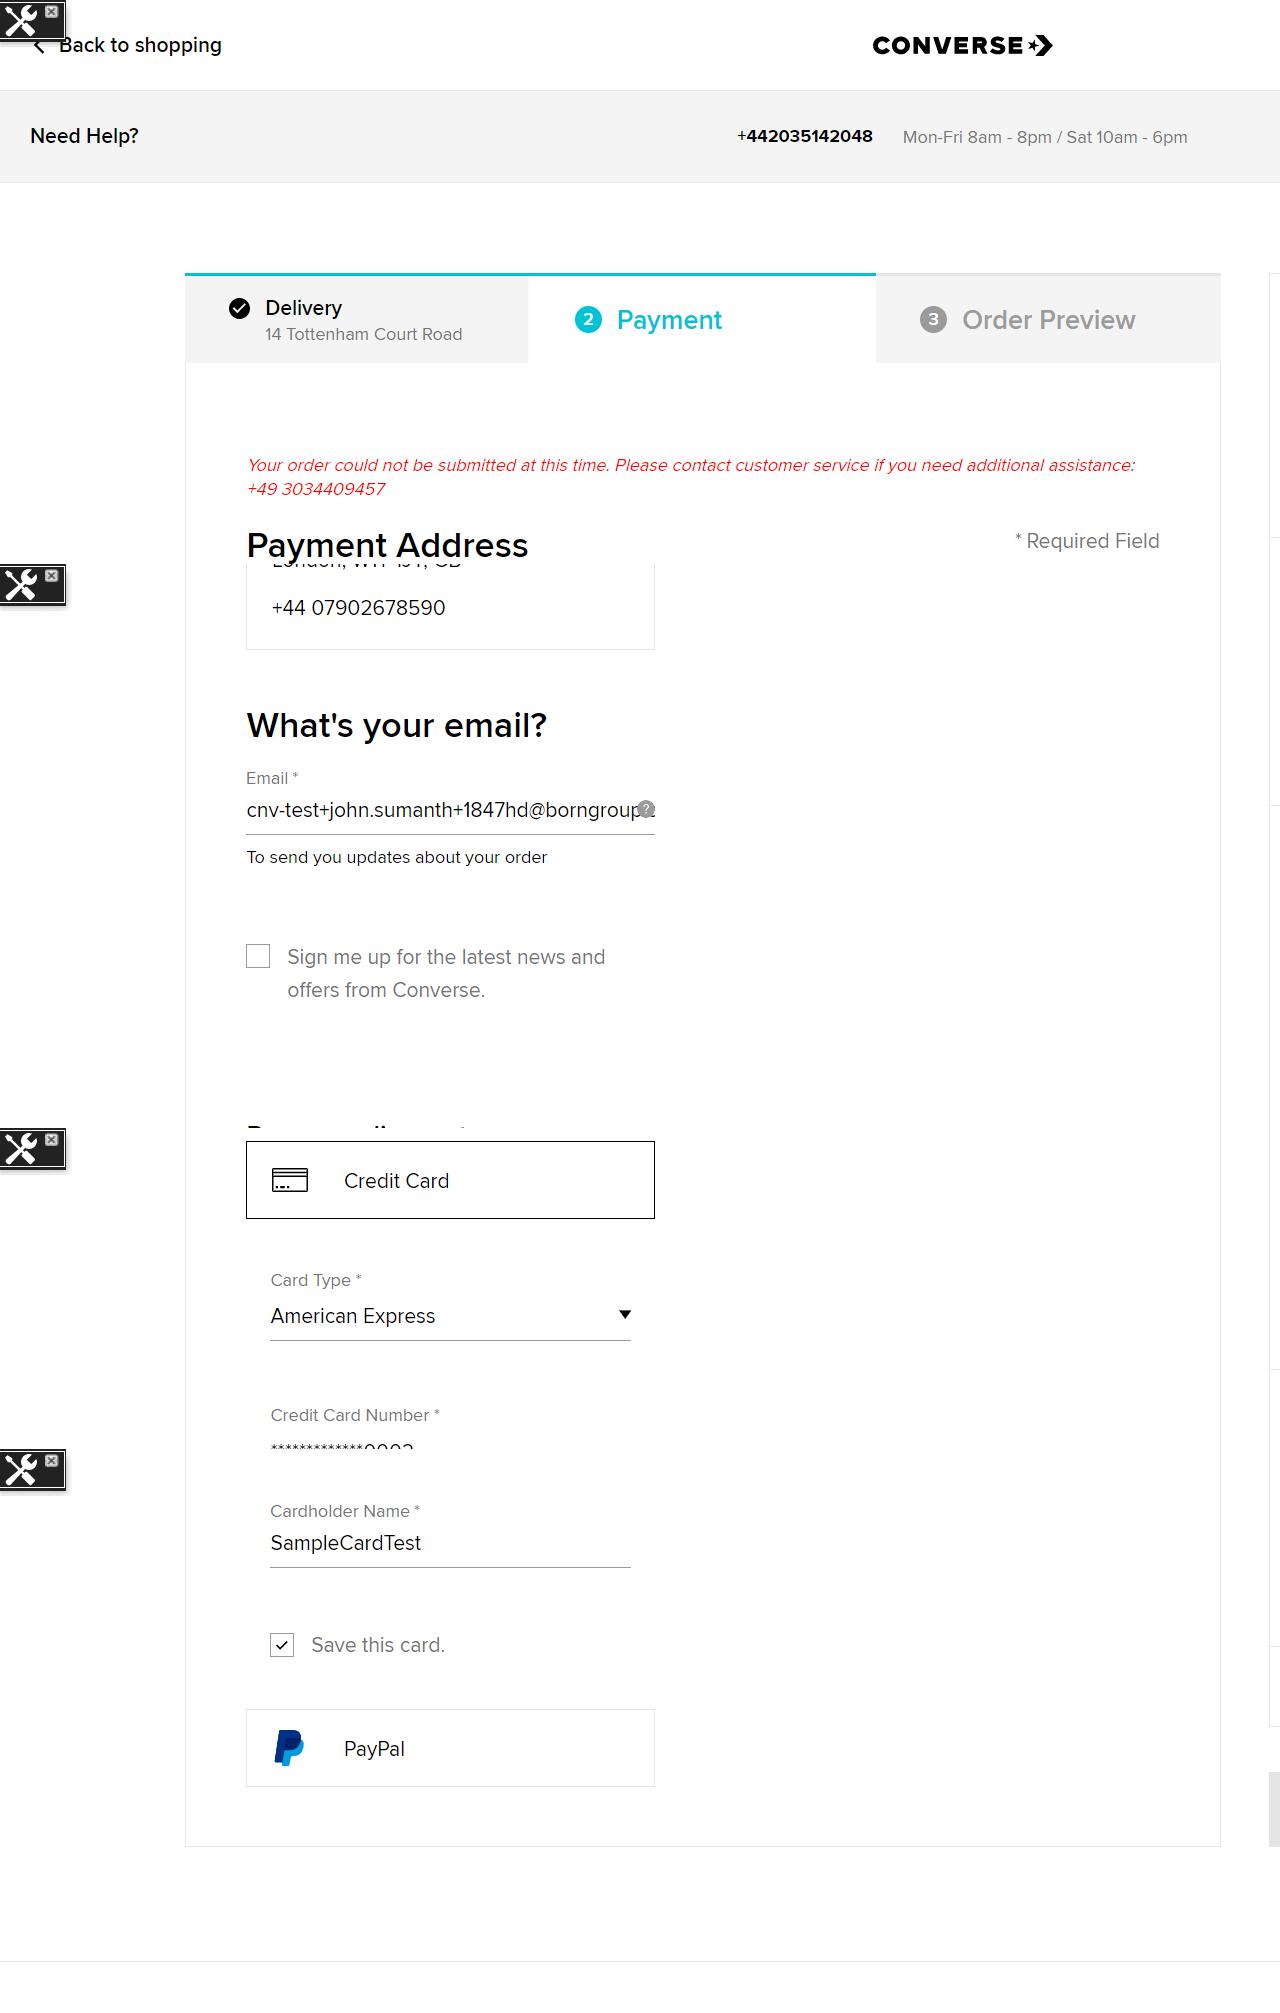 Back to shopping
CONVERSE
Need Help?
+442035142048 Mon-Fri 8am - 8pm / Sat 10am - 6pm
Delivery
14 Tottenham Court Road
2 Payment
3 Order Preview
Your order could not be submitted at this time. Please contact customer service if you need additional assistance:
+49 3034409457
Payment Address
* Required Field
+44 07902678590
What's your email?
Email *
cnv-test+john.sumanth+1847hd@borngroup
?
To send you updates about your order
Sign me up for the latest news and
offers from Converse.
Credit Card
Card Type *
American Express
Credit Card Number *
Cardholder Name *
SampleCardTest
Save this card.
PayPal